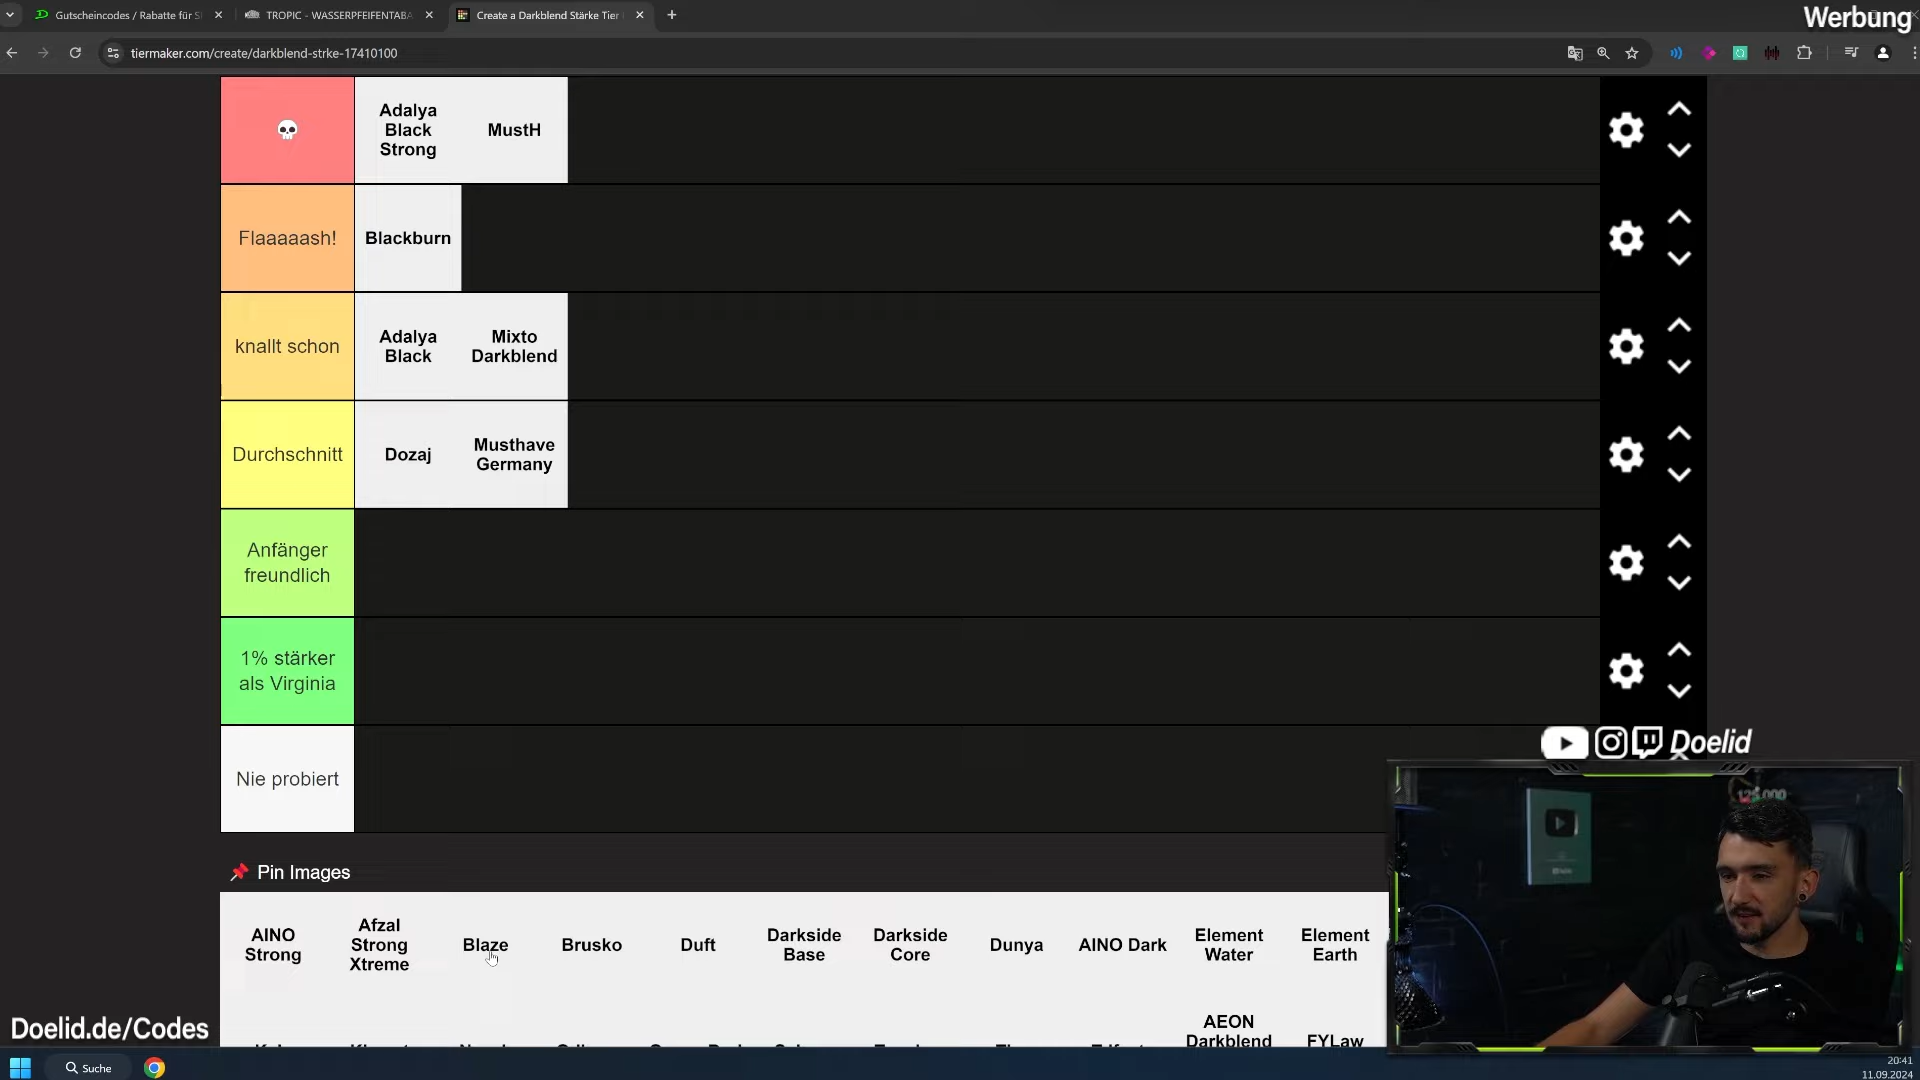 Gutscheincodes / Rabatte für S
TROPIC - WASSERPFEIFENTABA
Create a Darkblend Stärke Tier
Werbung
tiermaker.com/create/darkblend-strke-17410100
💀
Adalya
Black
Strong
MustH
Flaaaaash!
Blackburn
knallt schon
Adalya
Black
Mixto
Darkblend
Durchschnitt
Dozaj
Musthave
Germany
Anfänger
freundlich
1% stärker
als Virginia
Nie probiert
Doelid
📌 Pin Images
AINO
Strong
Afzal
Strong
Xtreme
Blaze
Brusko
Duft
Darkside
Base
Darkside
Core
Dunya
AINO Dark
Element
Water
Element
Earth
AEON
Darkblend
FYLaw
Doelid.de/Codes
Suche
20:41
11.09.2024